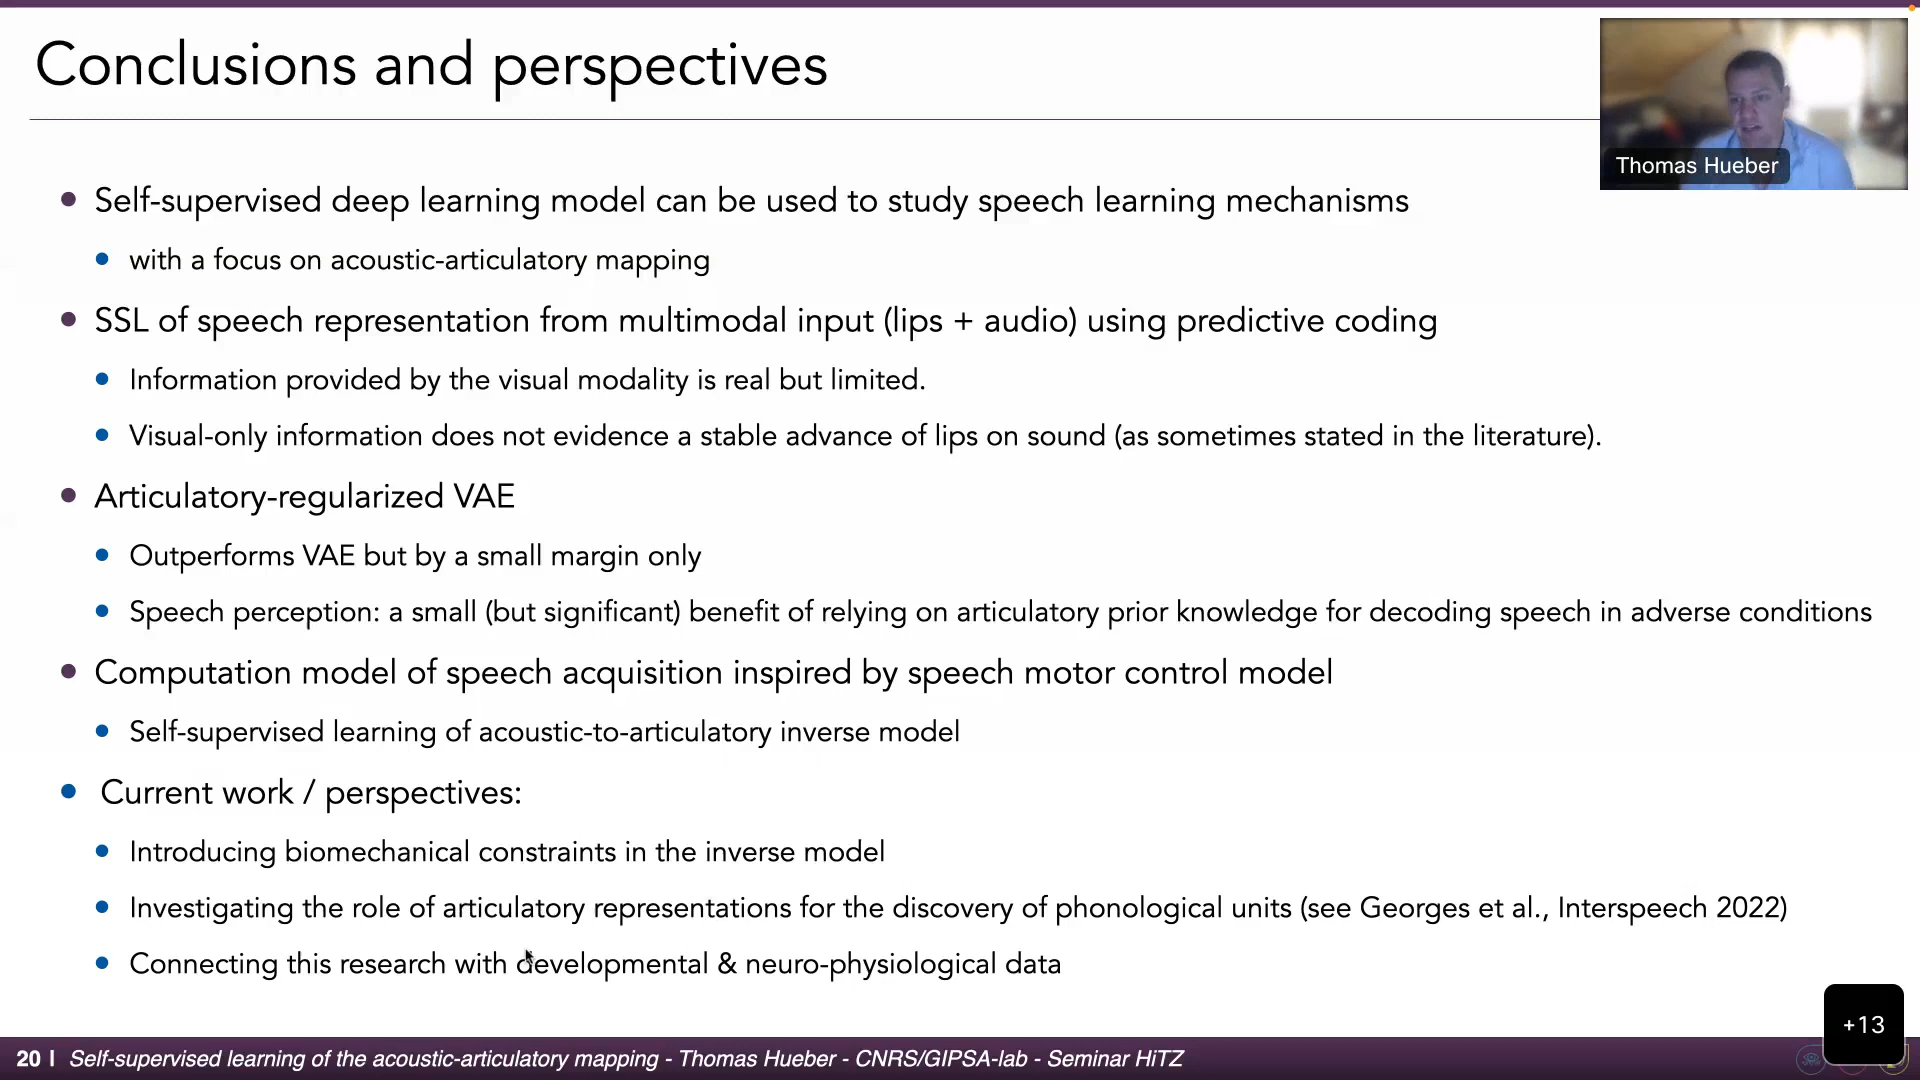 Conclusions and perspectives
Thomas Hueber
Self-supervised deep learning model can be used to study speech learning mechanisms
with a focus on acoustic-articulatory mapping
SSL of speech representation from multimodal input (lips + audio) using predictive coding
Information provided by the visual modality is real but limited.
Visual-only information does not evidence a stable advance of lips on sound (as sometimes stated in the literature).
Articulatory-regularized VAE
Outperforms VAE but by a small margin only
Speech perception: a small (but significant) benefit of relying on articulatory prior knowledge for decoding speech in adverse conditions
Computation model of speech acquisition inspired by speech motor control model
Self-supervised learning of acoustic-to-articulatory inverse model
Current work / perspectives:
Introducing biomechanical constraints in the inverse model
Investigating the role of articulatory representations for the discovery of phonological units (see Georges et al., Interspeech 2022)
Connecting this research with developmental & neuro-physiological data
+13
20 | Self-supervised learning of the acoustic-articulatory mapping - Thomas Hueber - CNRS/GIPSA-lab - Seminar HiTZ